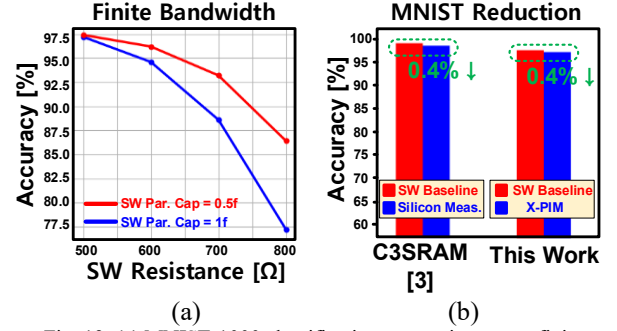 Finite Bandwidth
Accuracy [%]
97.5
95.0
92.5
90.0
87.5
85.0
82.5
80.0
77.5
SW Par. Cap = 0.5f
SW Par. Cap = 1f
500 600 700 800
SW Resistance [Ω]
(a)
MNIST Reduction
Accuracy [%]
100
95
90
85
80
75
70
65
60
0.4% ↓
0.4% ↓
SW Baseline
Silicon Meas.
SW Baseline
X-PIM
C3SRAM
[3]
This Work
(b)